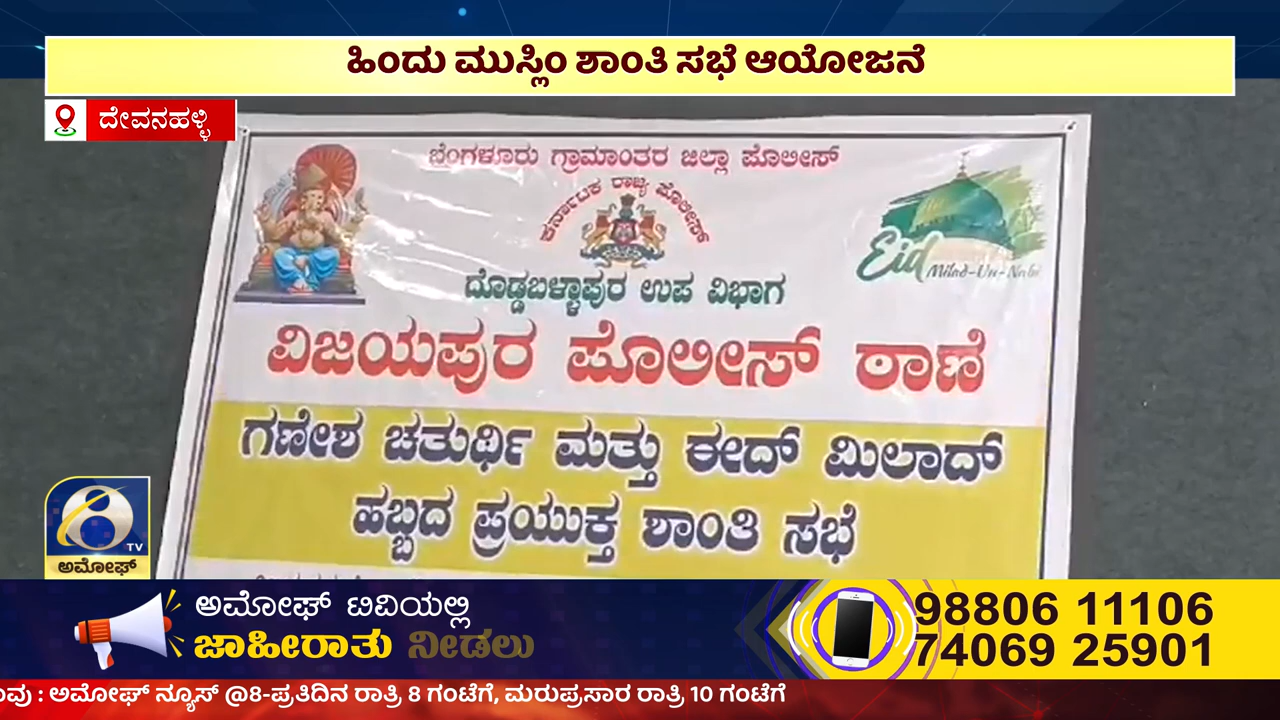 ಹಿಂದು ಮುಸ್ಲಿಂ ಶಾಂತಿ ಸಭೆ ಆಯೋಜನೆ
ದೇವನಹಳ್ಳಿ
ಬೆಂಗಳೂರು ಗ್ರಾಮಾಂತರ ಜಿಲ್ಲಾ ಪೊಲೀಸ್
ಕರ್ನಾಟಕ ರಾಜ್ಯ ಪೊಲೀಸ್
Eid Milad-Un-Nabi
ದೊಡ್ಡಬಳ್ಳಾಪುರ ಉಪ ವಿಭಾಗ
ವಿಜಯಪುರ ಪೊಲೀಸ್ ಠಾಣೆ
ಗಣೇಶ ಚತುರ್ಥಿ ಮತ್ತು ಈದ್ ಮಿಲಾದ್
ಹಬ್ಬದ ಪ್ರಯುಕ್ತ ಶಾಂತಿ ಸಭೆ
8 TV
ಅಮೋಘ್
ಅಮೋಘ್ ಟಿವಿಯಲ್ಲಿ
ಜಾಹೀರಾತು ನೀಡಲು
98806 11106
74069 25901
: ಅಮೋಘ್ ನ್ಯೂಸ್ @8-ಪ್ರತಿದಿನ ರಾತ್ರಿ 8 ಗಂಟೆಗೆ, ಮರುಪ್ರಸಾರ ರಾತ್ರಿ 10 ಗಂಟೆಗೆ